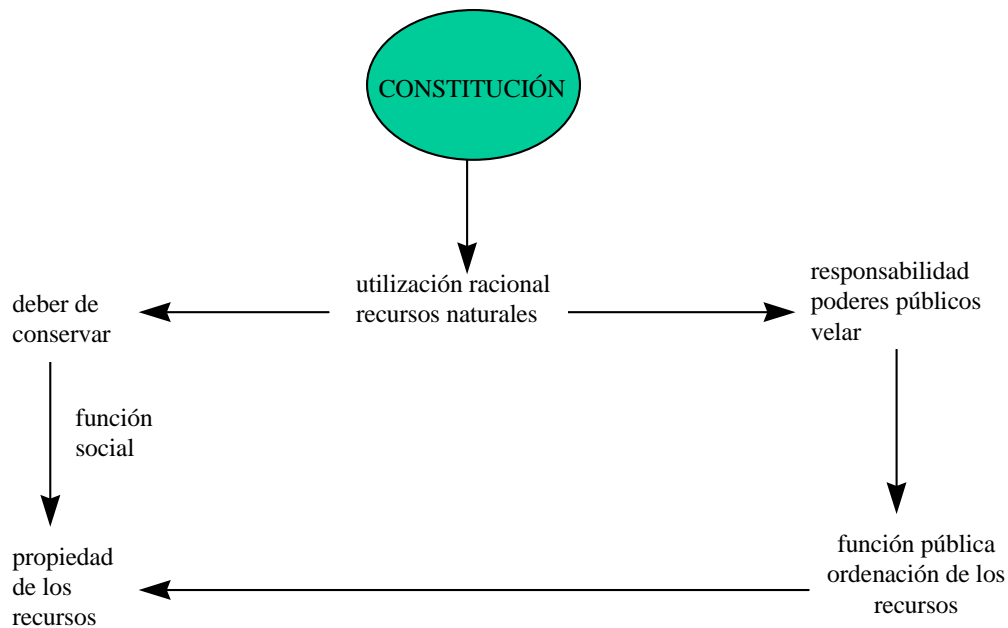 CONSTITUCIÓN
utilización racional
recursos naturales
deber de
conservar
responsabilidad
poderes públicos
velar
función
social
propiedad
de los
recursos
función pública
ordenación de los
recursos